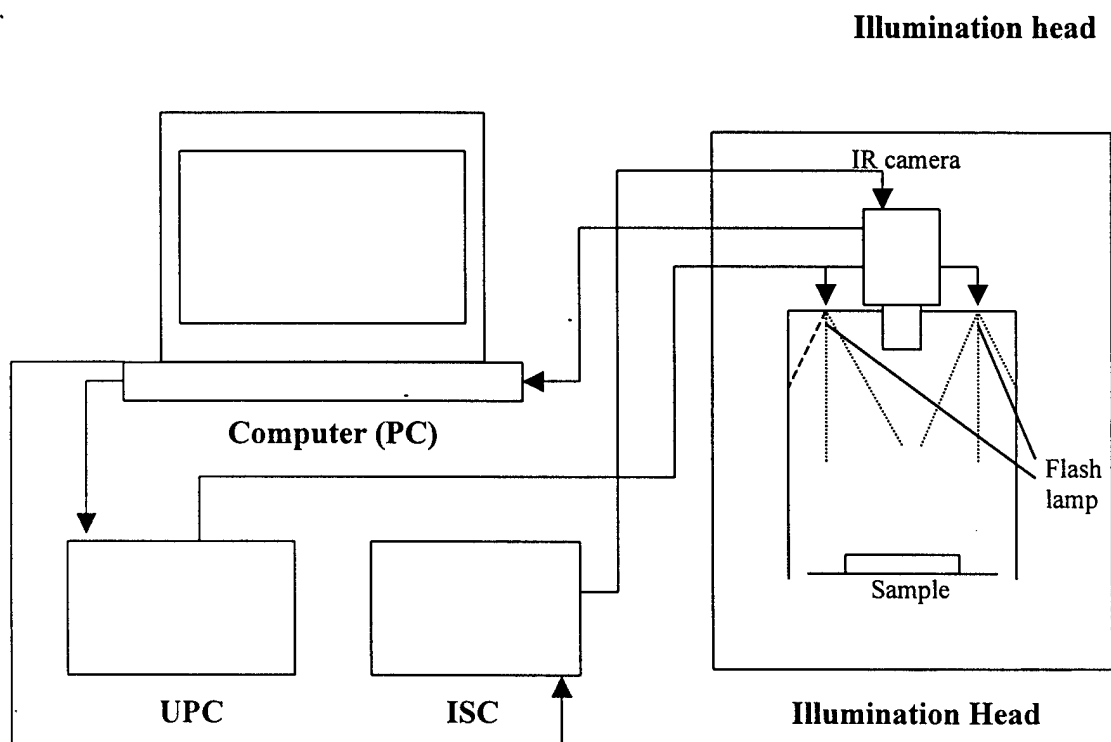 Illumination head
IR camera
Computer (PC)
Flash
lamp
Sample
UPC
ISC
Illumination Head